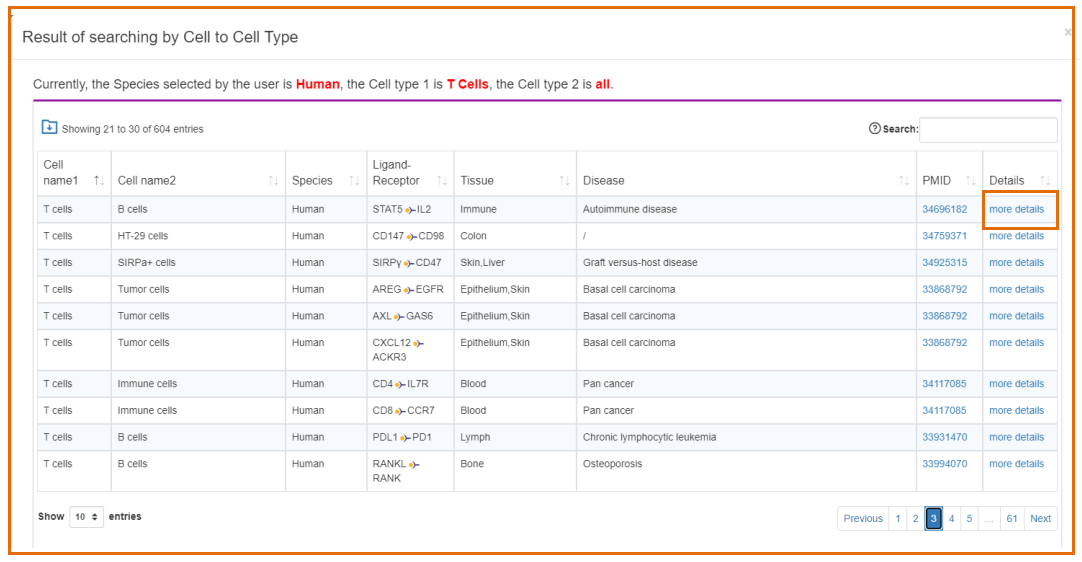 Result of searching by Cell to Cell Type
×
Currently, the Species selected by the user is Human, the Cell type 1 is T Cells, the Cell type 2 is all.
Showing 21 to 30 of 604 entries
? Search:
Cell name1 Cell name2 Species Ligand-Receptor Tissue Disease PMID Details
T cells B cells Human STAT5 IL2 Immune Autoimmune disease 34696182 more details
T cells HT-29 cells Human CD147 CD98 Colon / 34759371 more details
T cells SIRPa+ cells Human SIRPγ CD47 Skin,Liver Graft versus-host disease 34925315 more details
T cells Tumor cells Human AREG EGFR Epithelium,Skin Basal cell carcinoma 33868792 more details
T cells Tumor cells Human AXL GAS6 Epithelium,Skin Basal cell carcinoma 33868792 more details
T cells Tumor cells Human CXCL12 ACKR3 Epithelium,Skin Basal cell carcinoma 33868792 more details
T cells Immune cells Human CD4 IL7R Blood Pan cancer 34117085 more details
T cells Immune cells Human CD8 CCR7 Blood Pan cancer 34117085 more details
T cells B cells Human PDL1 PD1 Lymph Chronic lymphocytic leukemia 33931470 more details
T cells B cells Human RANKL RANK Bone Osteoporosis 33994070 more details
Show 10 entries
Previous 1 2 3 4 5 ... 61 Next